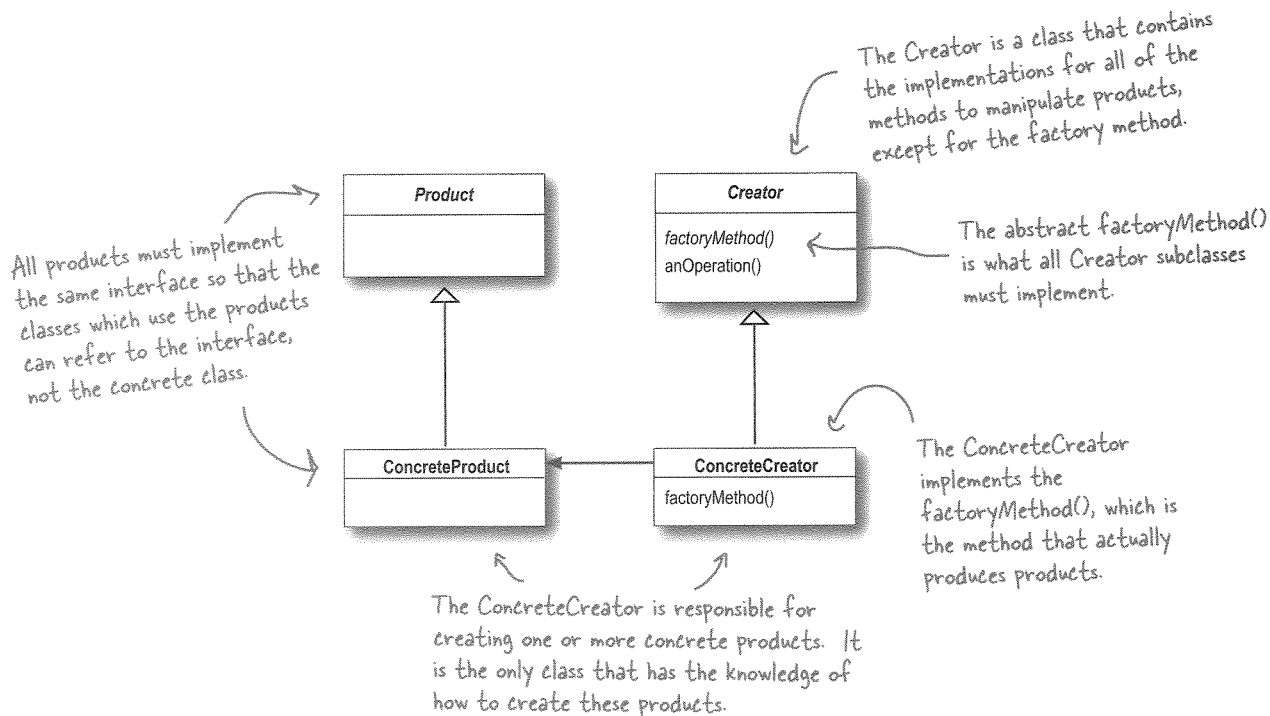 The Creator is a class that contains
the implementations for all of the
methods to manipulate products,
except for the factory method.
Product
Creator
factoryMethod()
anOperation()
The abstract factoryMethod()
is what all Creator subclasses
must implement.
All products must implement
the same interface so that the
classes which use the products
can refer to the interface,
not the concrete class.
ConcreteProduct
ConcreteCreator
factoryMethod()
The ConcreteCreator
implements the
factoryMethod(), which is
the method that actually
produces products.
The ConcreteCreator is responsible for
creating one or more concrete products. It
is the only class that has the knowledge of
how to create these products.